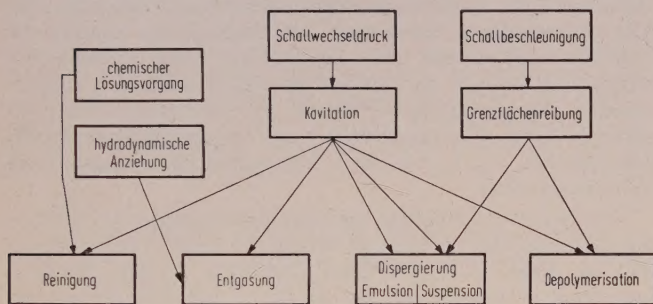 Schallwechseldruck
Schallbeschleunigung
chemischer
Lösungsvorgang
Kavitation
Grenzflächenreibung
hydrodynamische
Anziehung
Reinigung
Entgasung
Dispergierung
Emulsion | Suspension
Depolymerisation